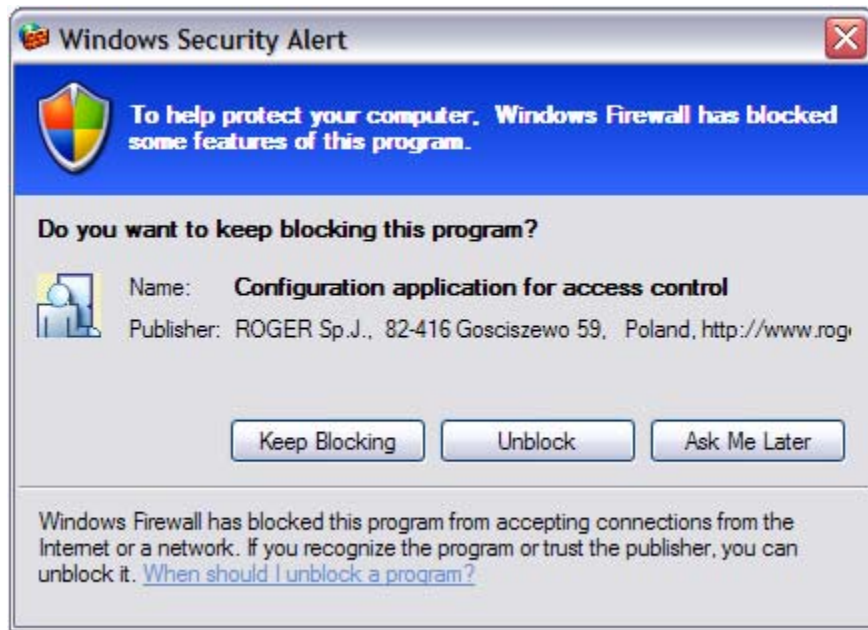 Windows Security Alert
To help protect your computer, Windows Firewall has blocked
some features of this program.
Do you want to keep blocking this program?
Name: Configuration application for access control
Publisher: ROGER Sp.J., 82-416 Gosciszewo 59, Poland, http://www.roge
Keep Blocking Unblock Ask Me Later
Windows Firewall has blocked this program from accepting connections from the
Internet or a network. If you recognize the program or trust the publisher, you can
unblock it. When should I unblock a program?